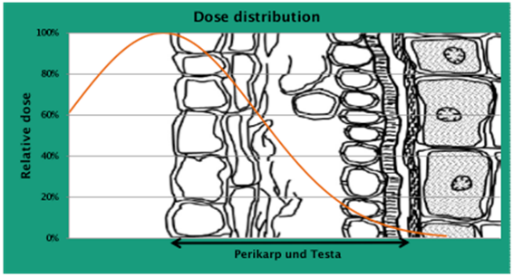 Dose distribution
100%
80%
60%
40%
20%
0%
Relative dose
Perikarp und Testa